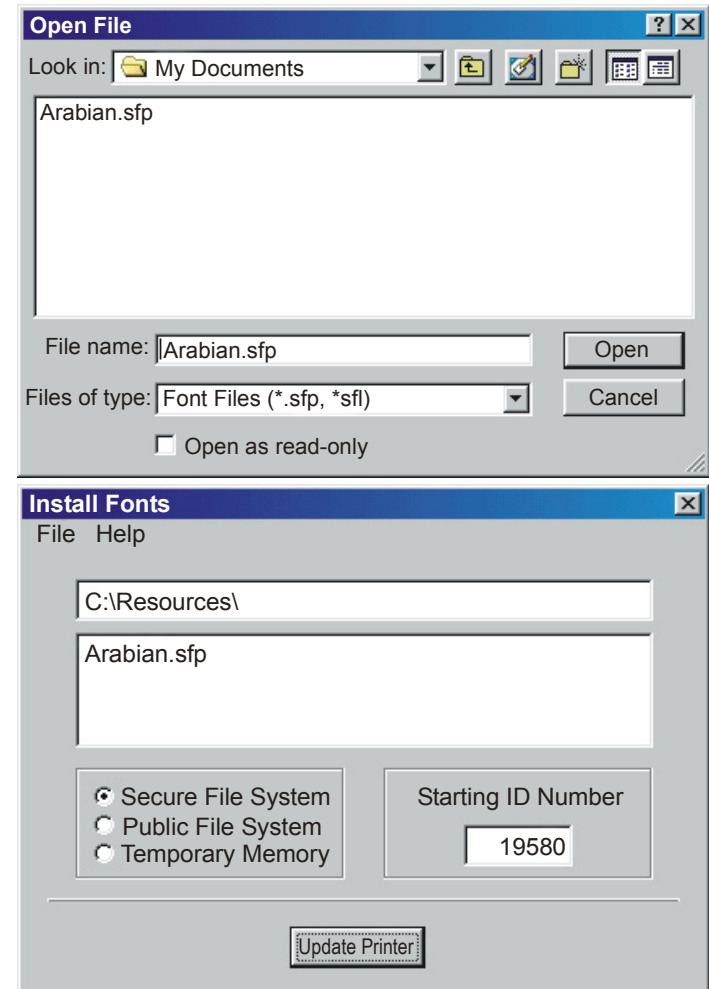 Open File
Look in: My Documents
Arabian.sfp
File name: Arabian.sfp Open
Files of type: Font Files (*.sfp, *sfl) Cancel
Open as read-only
Install Fonts
File Help
C:\Resources\
Arabian.sfp
Secure File System
Public File System
Temporary Memory
Starting ID Number
19580
Update Printer